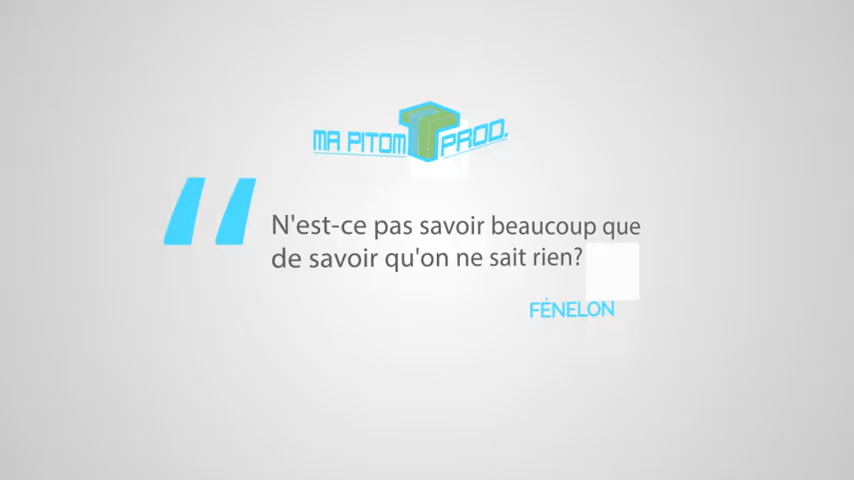 MA PITOM PROD.
N'est-ce pas savoir beaucoup que
de savoir qu'on ne sait rien?
FÉNELON